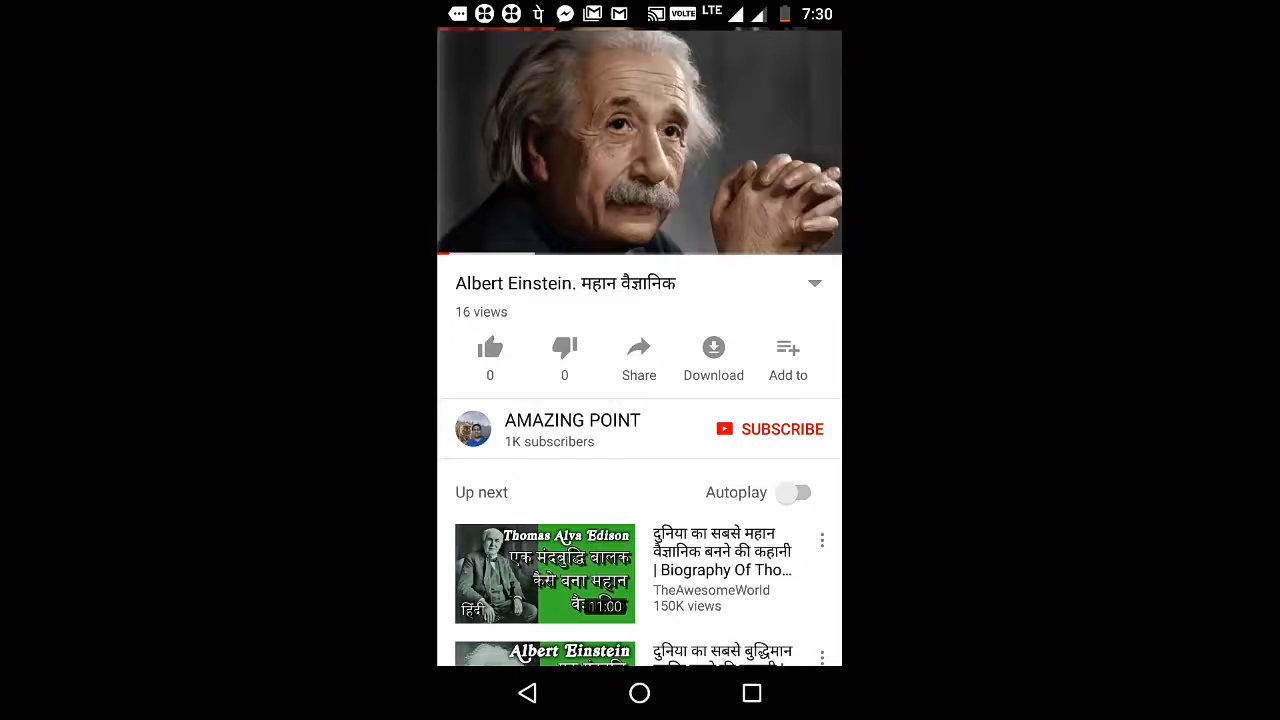 VOLTE LTE 7:30
Albert Einstein. महान वैज्ञानिक
16 views
0 0 Share Download Add to
AMAZING POINT
1K subscribers
SUBSCRIBE
Up next Autoplay
Thomas Alva Edison
एक मंदबुद्धि बालक
कैसे बना महान
हिंदी
11:00
दुनिया का सबसे महान
वैज्ञानिक बनने की कहानी
| Biography Of Tho...
TheAwesomeWorld
150K views
Albert Einstein
दुनिया का सबसे बुद्धिमान